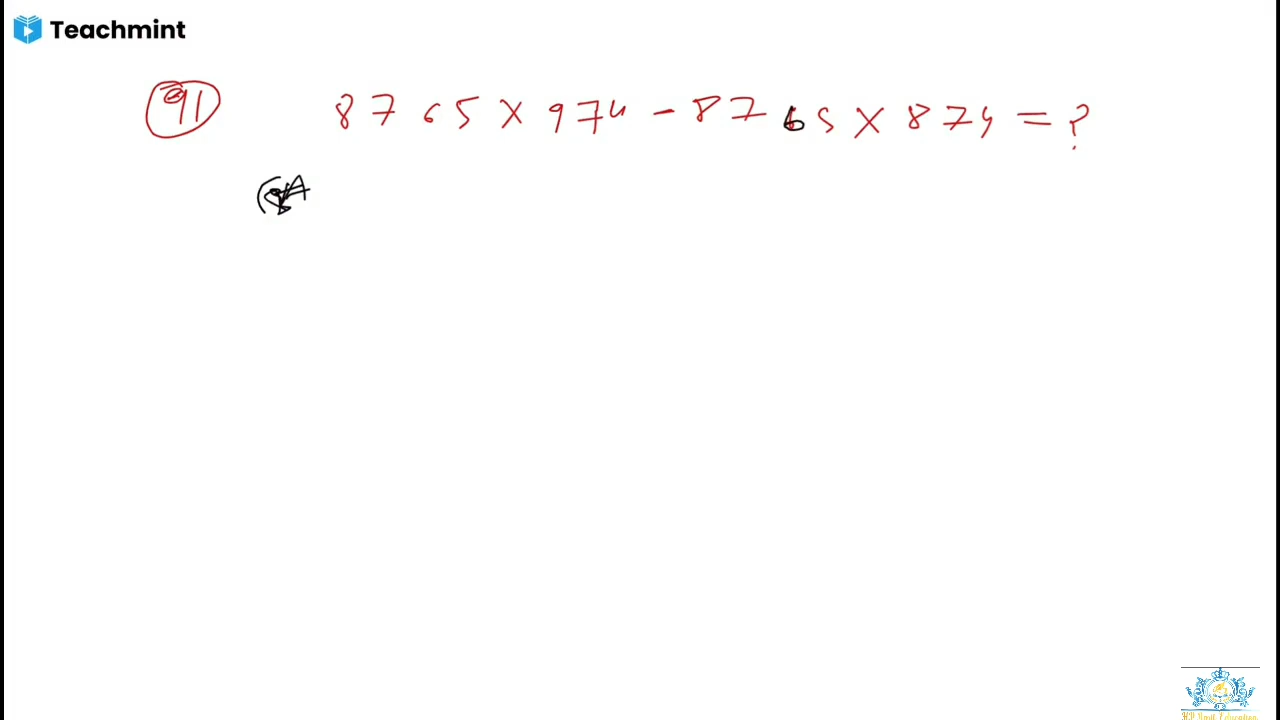 Teachmint
91 8765 × 974 - 8765 × 874 = ?